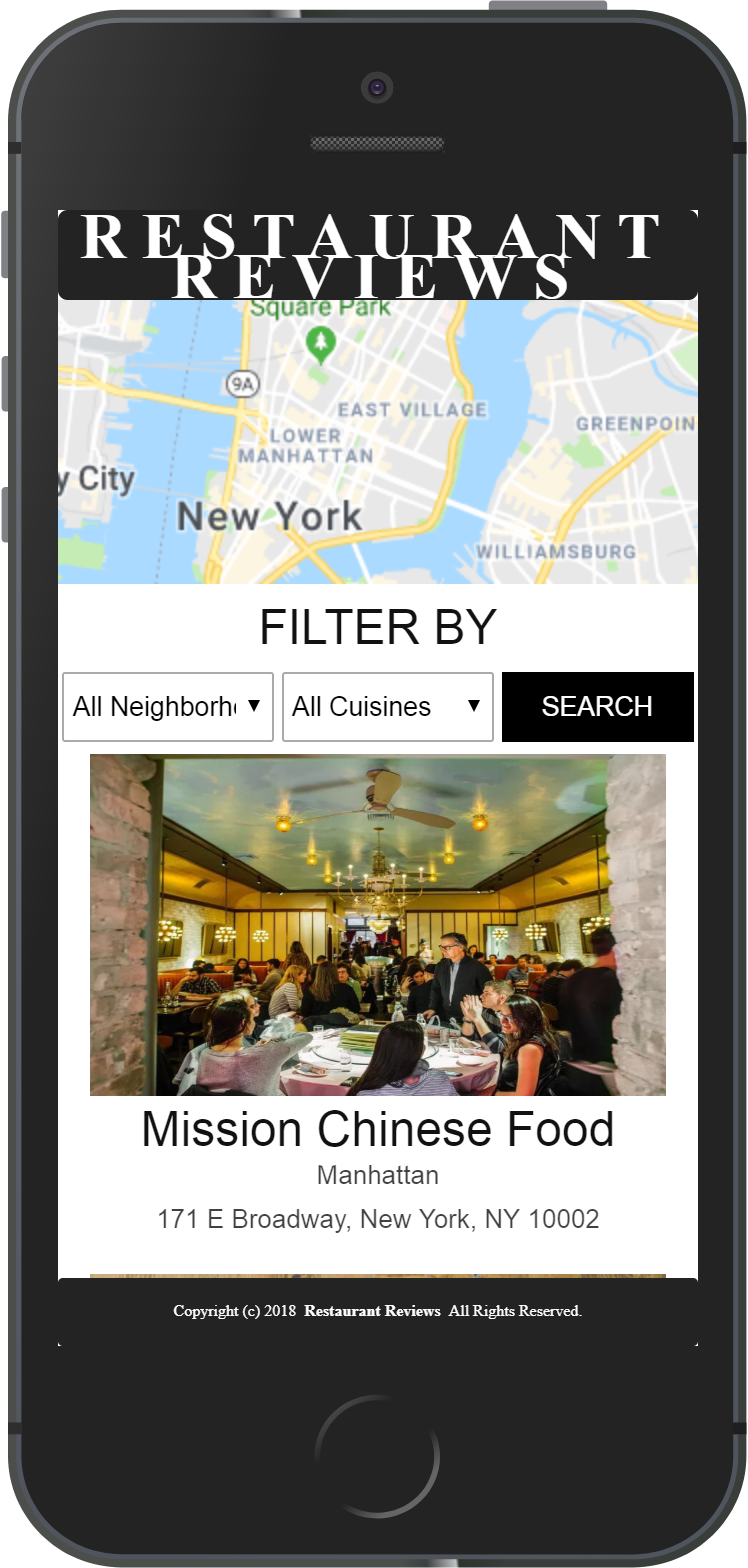 RESTAURANT
REVIEWS
Square Park
9A
EAST VILLAGE
GREENPOIN
LOWER
MANHATTAN
y City
New York
WILLIAMSBURG
FILTER BY
All Neighborh
All Cuisines
SEARCH
Mission Chinese Food
Manhattan
171 E Broadway, New York, NY 10002
Copyright (c) 2018 Restaurant Reviews All Rights Reserved.